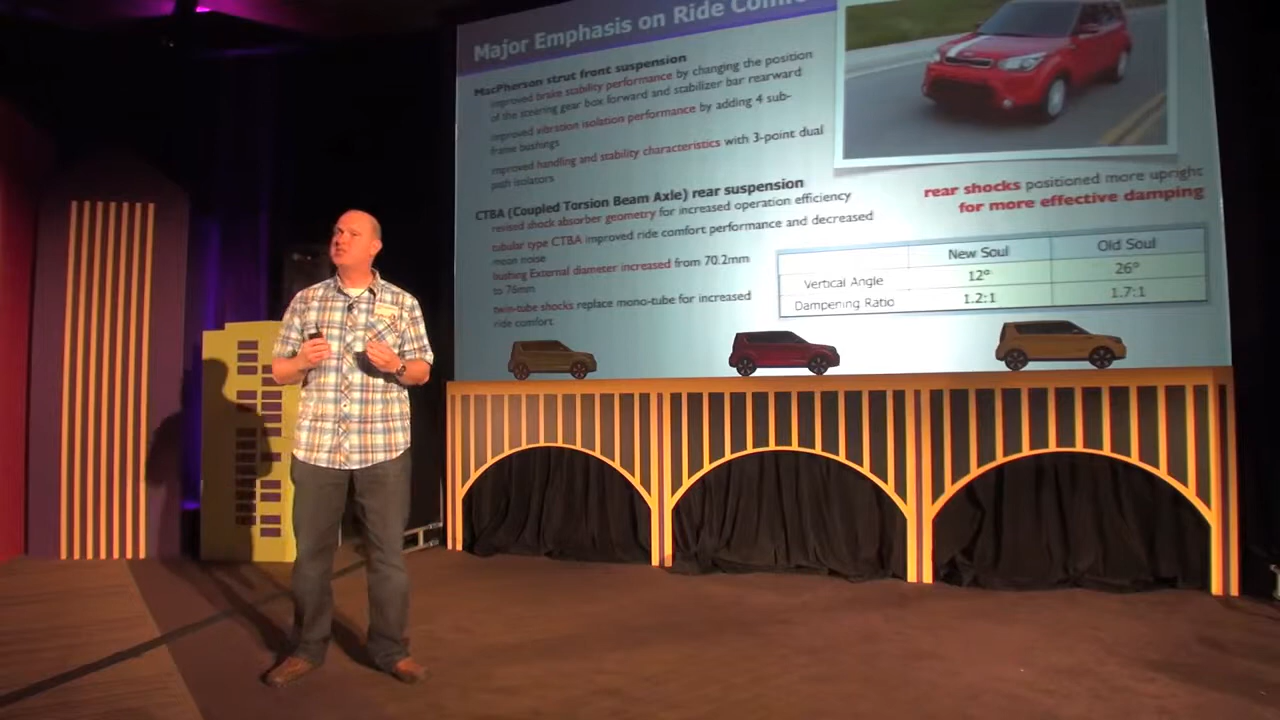 Major Emphasis on Ride Comfo
MacPherson strut front suspension
improved brake stability performance by changing the position
of the steering gear box forward and stabilizer bar rearward
improved vibration isolation performance by adding 4 sub-
frame bushings
improved handling and stability characteristics with 3-point dual
path isolators
CTBA (Coupled Torsion Beam Axle) rear suspension
revised shock absorber geometry for increased operation efficiency
tubular type CTBA improved ride comfort performance and decreased
mean noise
bushing External diameter increased from 70.2mm
to 76mm
twin-tube shocks replace mono-tube for increased
ride comfort
rear shocks positioned more upright
for more effective damping
New Soul Old Soul
Vertical Angle 12° 26°
Dampening Ratio 1.2:1 1.7:1